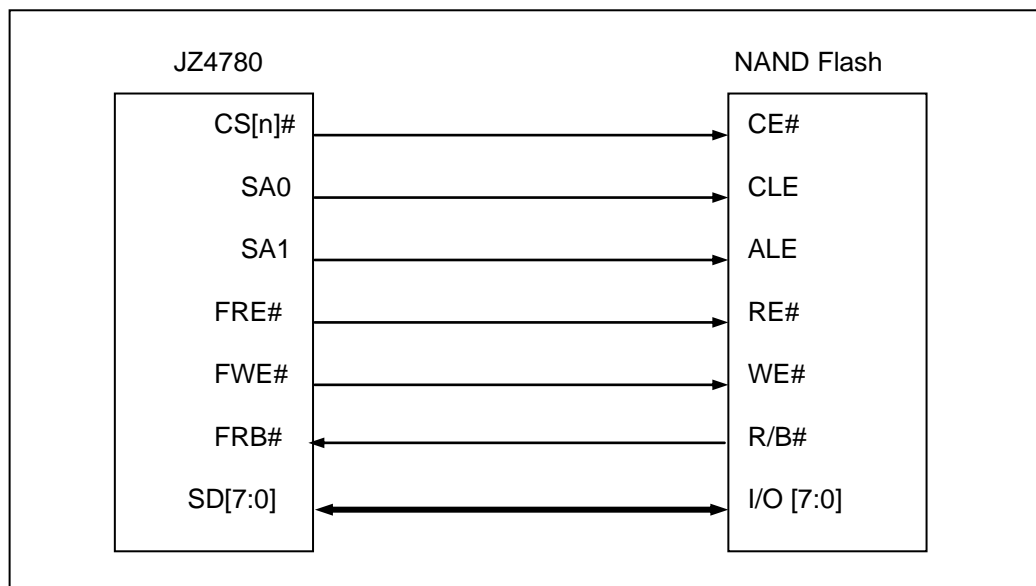 JZ4780 NAND Flash
CS[n]# CE#
SA0 CLE
SA1 ALE
FRE# RE#
FWE# WE#
FRB# R/B#
SD[7:0] I/O [7:0]